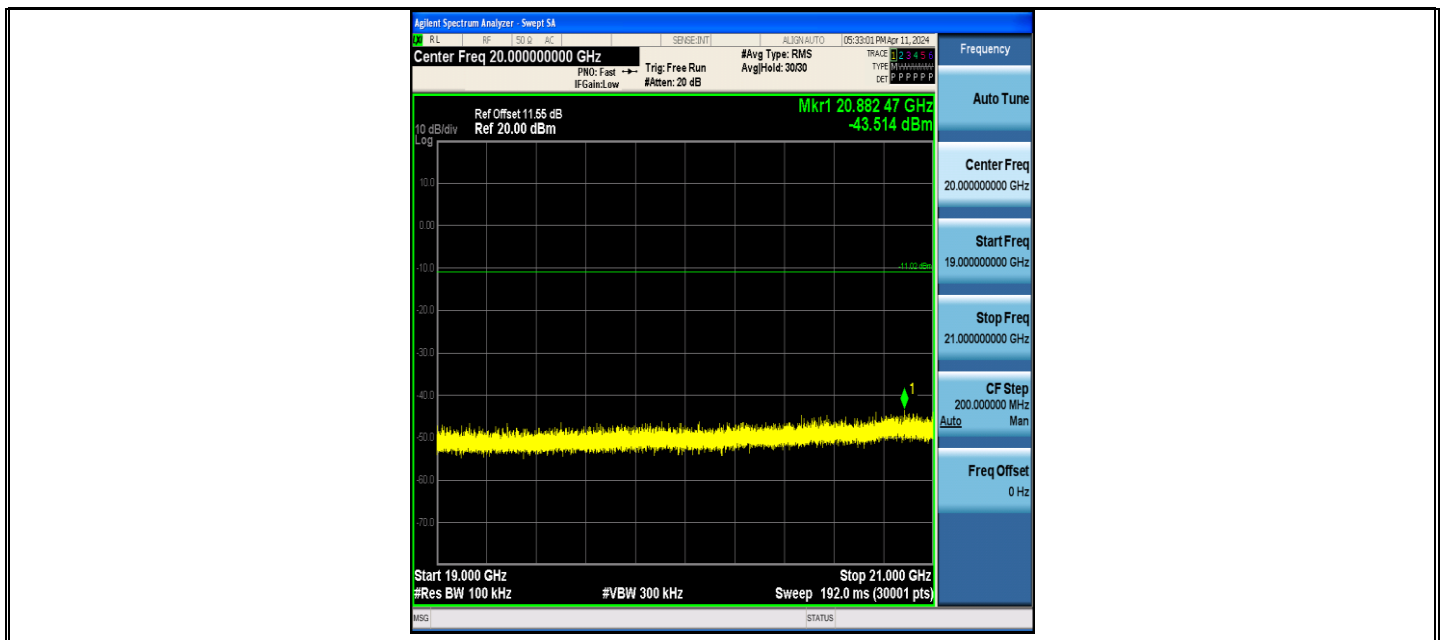 Agilent Spectrum Analyzer - Swept SA
RL RF 50 Ω AC SENSE:INT ALIGN AUTO 05:33:01 PM Apr 11, 2024
Center Freq 20.000000000 GHz
PNO: Fast
IFGain:Low
Trig: Free Run
#Atten: 20 dB
#Avg Type: RMS
Avg|Hold: 30/30
TRACE 1 2 3 4 5 6
TYPE M
DET P P P P P P
Mkr1 20.882 47 GHz
-43.514 dBm
Ref Offset 11.55 dB
10 dB/div Ref 20.00 dBm
Log
10.0
0.00
-10.0
-11.02 dBm
-20.0
-30.0
-40.0
1
-50.0
-60.0
-70.0
Start 19.000 GHz Stop 21.000 GHz
#Res BW 100 kHz #VBW 300 kHz Sweep 192.0 ms (30001 pts)
MSG STATUS
Frequency
Auto Tune
Center Freq
20.000000000 GHz
Start Freq
19.000000000 GHz
Stop Freq
21.000000000 GHz
CF Step
200.000000 MHz
Auto Man
Freq Offset
0 Hz